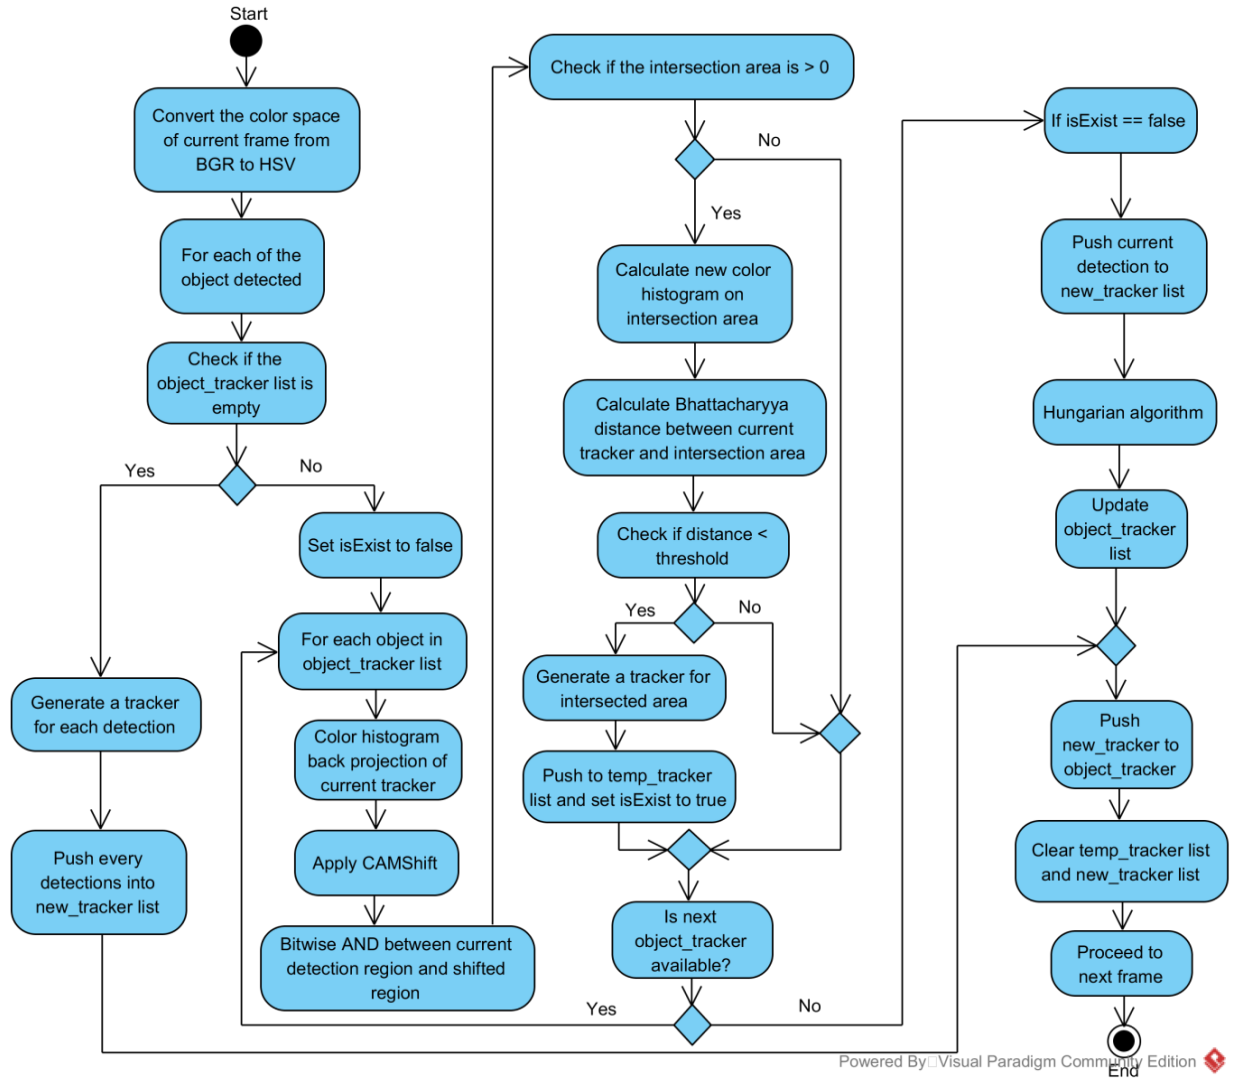 Start
Convert the color space
of current frame from
BGR to HSV
For each of the
object detected
Check if the
object_tracker list is
empty
Yes
No
Generate a tracker
for each detection
Push every
detections into
new_tracker list
Set isExist to false
For each object in
object_tracker list
Color histogram
back projection of
current tracker
Apply CAMShift
Bitwise AND between current
detection region and shifted
region
Check if the intersection area is > 0
No
Yes
Calculate new color
histogram on
intersection area
Calculate Bhattacharyya
distance between current
tracker and intersection area
Check if distance <
threshold
Yes
No
Generate a tracker for
intersected area
Push to temp_tracker
list and set isExist to true
Is next
object_tracker
available?
Yes
No
If isExist == false
Push current
detection to
new_tracker list
Hungarian algorithm
Update
object_tracker
list
Push
new_tracker to
object_tracker
Clear temp_tracker list
and new_tracker list
Proceed to
next frame
End
Powered By Visual Paradigm Community Edition